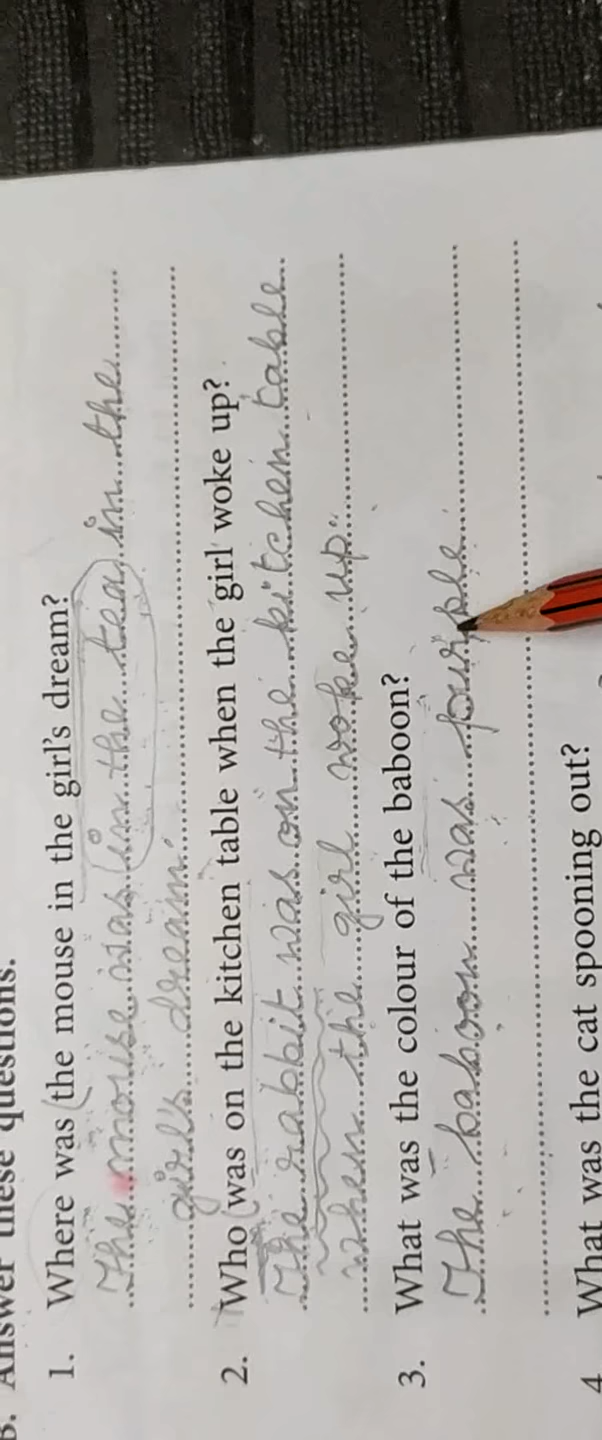 B. Answer these questions.
1. Where was the mouse in the girl's dream?
The mouse was in the tea in the
girl's dream.
2. Who was on the kitchen table when the girl woke up?
The rabbit was on the kitchen table
when the girl woke up.
3. What was the colour of the baboon?
The baboon was purple
4 What was the cat spooning out?